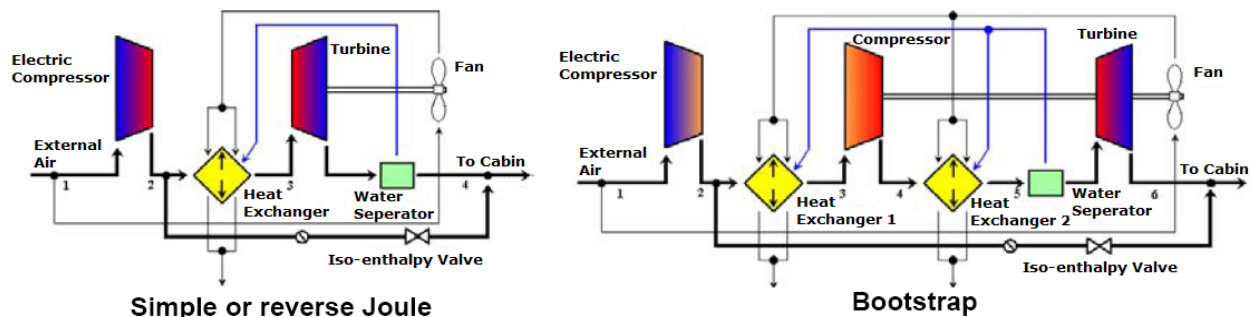 Electric
Compressor
External
Air
1
2
Heat
Exchanger
3
Turbine
Fan
Water
Seperator
4
To Cabin
Iso-enthalpy Valve
Simple or reverse Joule
Electric
Compressor
External
Air
1
2
Heat
Exchanger 1
3
Compressor
4
Heat
Exchanger 2
5
Water
Seperator
Turbine
Fan
6
To Cabin
Iso-enthalpy Valve
Bootstrap